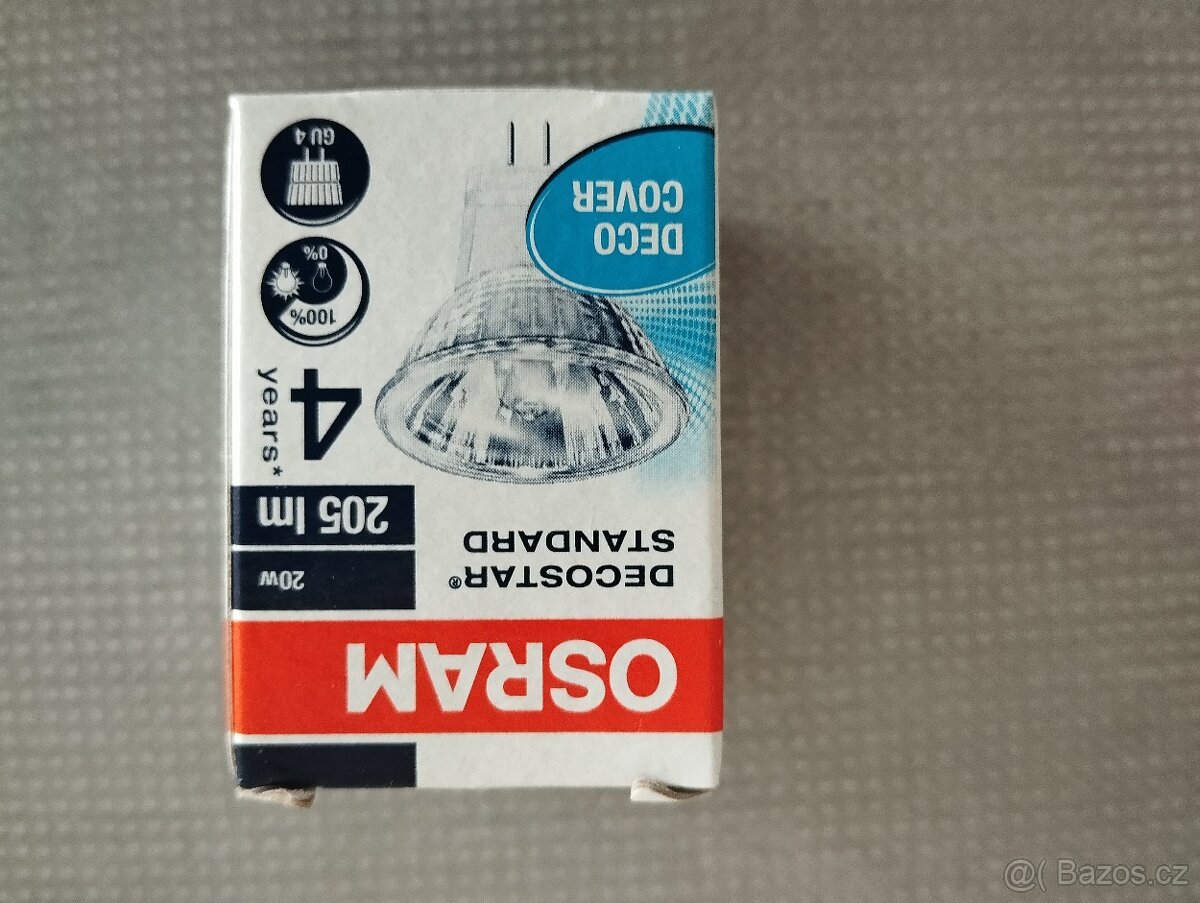 OSRAM
20w
205 lm
DECOSTAR®
STANDARD
4
years*
100%
0%
GU 4
DECO
COVER
@( Bazos.cz